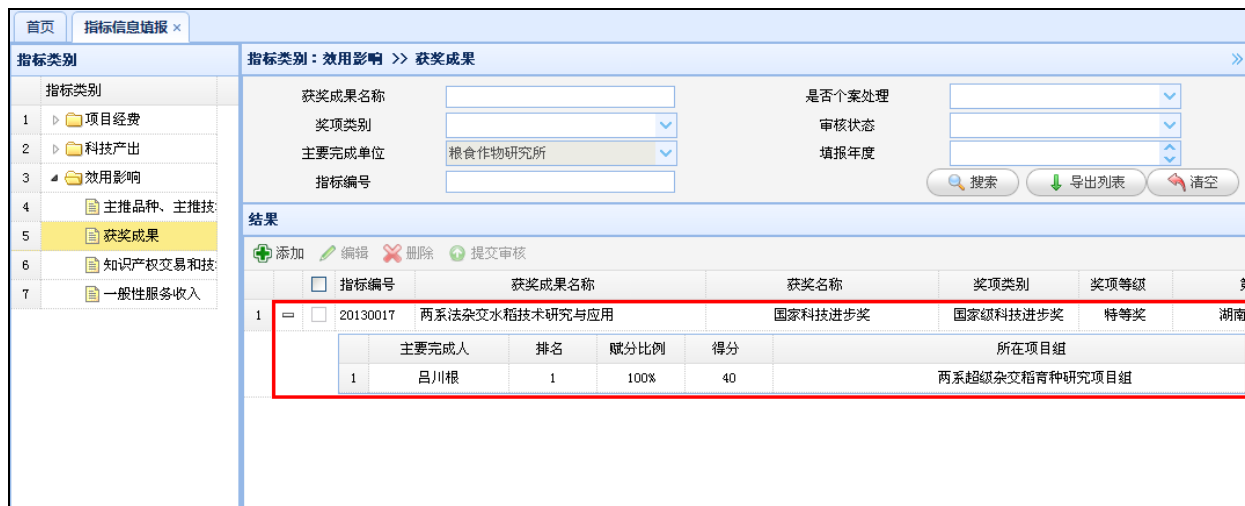 首页 指标信息填报 ×
指标类别
指标类别：效用影响 >> 获奖成果
指标类别
1 项目经费
2 科技产出
3 效用影响
4 主推品种、主推技
5 获奖成果
6 知识产权交易和技
7 一般性服务收入
获奖成果名称 是否个案处理
奖项类别 审核状态
主要完成单位 粮食作物研究所 填报年度
指标编号 搜索 导出列表 清空
结果
添加 编辑 删除 提交审核
指标编号 获奖成果名称 获奖名称 奖项类别 奖项等级
1 20130017 两系法杂交水稻技术研究与应用 国家科技进步奖 国家级科技进步奖 特等奖 湖南
主要完成人 排名 赋分比例 得分 所在项目组
1 吕川根 1 100% 40 两系超级杂交稻育种研究项目组